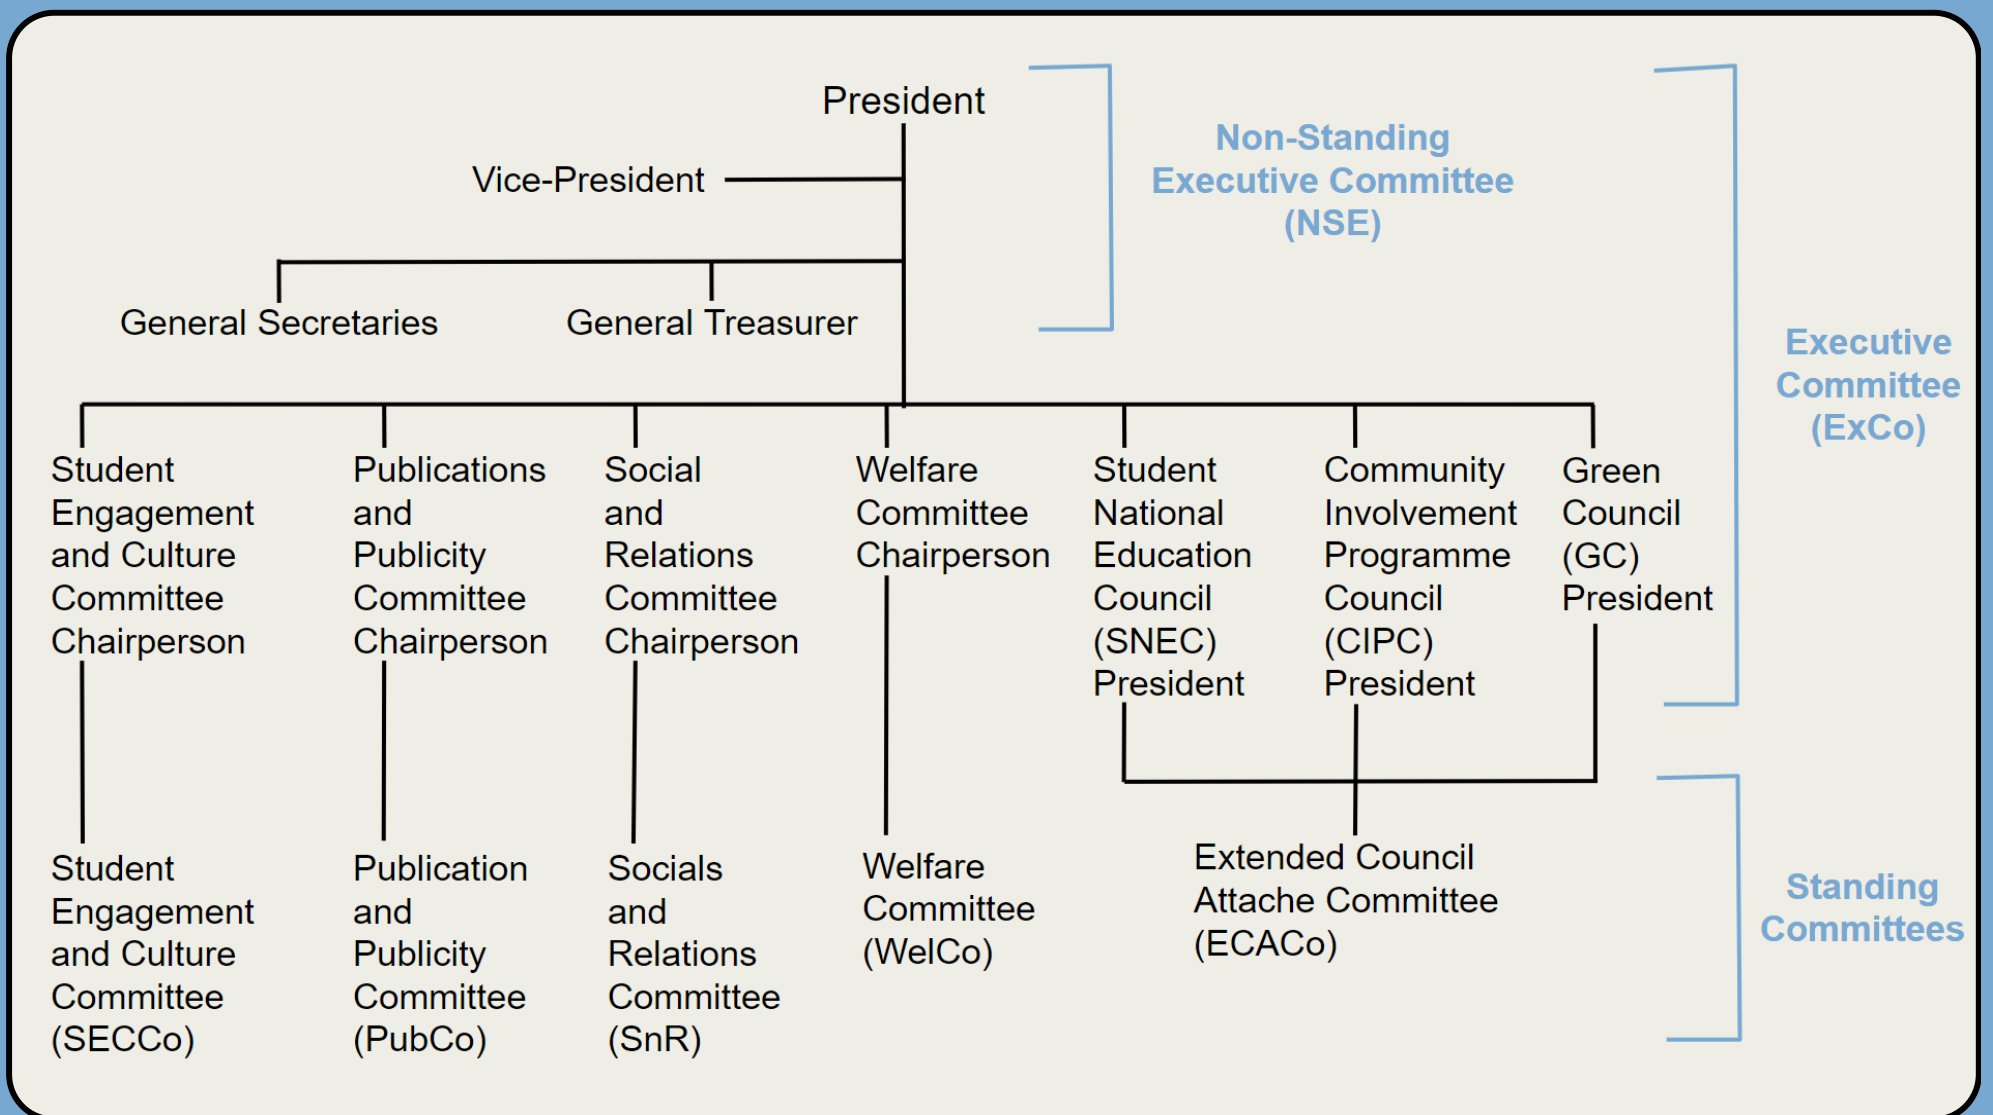 President
Non-Standing
Executive Committee
(NSE)
Vice-President
General Secretaries
General Treasurer
Executive
Committee
(ExCo)
Student
Engagement
and Culture
Committee
Chairperson
Publications
and
Publicity
Committee
Chairperson
Social
and
Relations
Committee
Chairperson
Welfare
Committee
Chairperson
Student
National
Education
Council
(SNEC)
President
Community
Involvement
Programme
Council
(CIPC)
President
Green
Council
(GC)
President
Student
Engagement
and Culture
Committee
(SECCo)
Publication
and
Publicity
Committee
(PubCo)
Socials
and
Relations
Committee
(SnR)
Welfare
Committee
(WelCo)
Extended Council
Attache Committee
(ECACo)
Standing
Committees